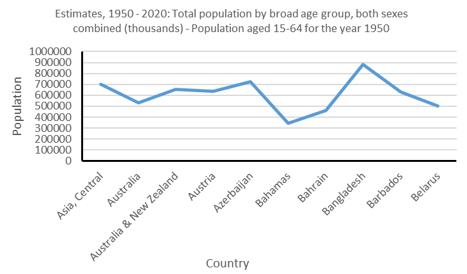 Estimates, 1950 - 2020: Total population by broad age group, both sexes
combined (thousands) - Population aged 15-64 for the year 1950
Population
1000000
900000
800000
700000
600000
500000
400000
300000
200000
100000
0
Asia, Central
Australia
Australia & New Zealand
Austria
Azerbaijan
Bahamas
Bahrain
Bangladesh
Barbados
Belarus
Country